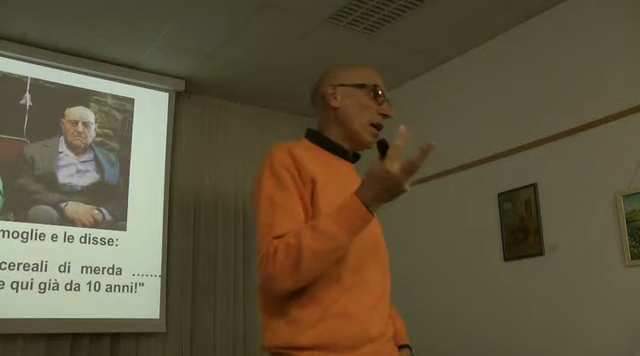 moglie e le disse:
cereali di merda .......
e qui già da 10 anni!"